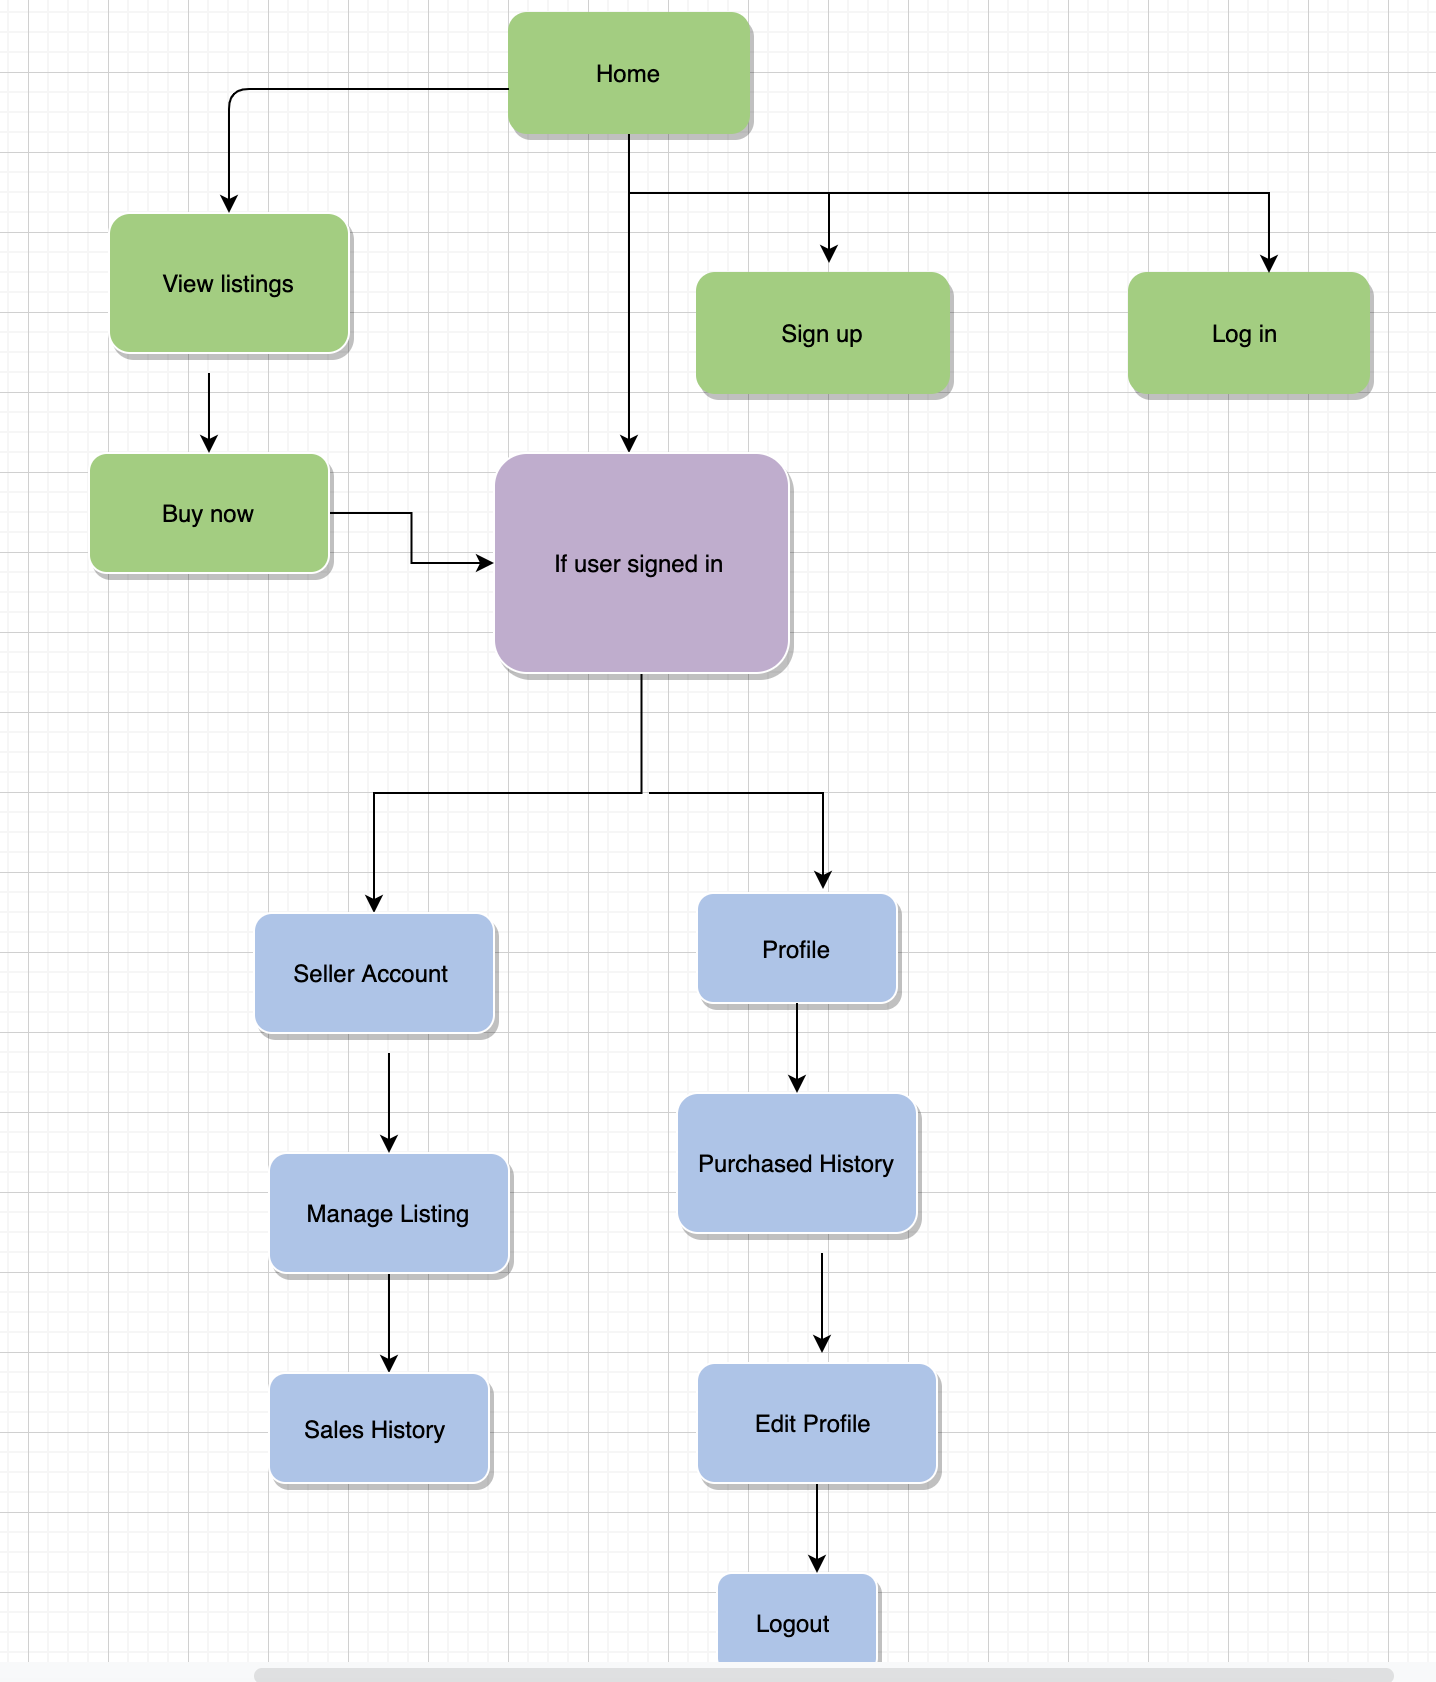 Home
View listings
Sign up
Log in
Buy now
If user signed in
Seller Account
Profile
Manage Listing
Purchased History
Sales History
Edit Profile
Logout